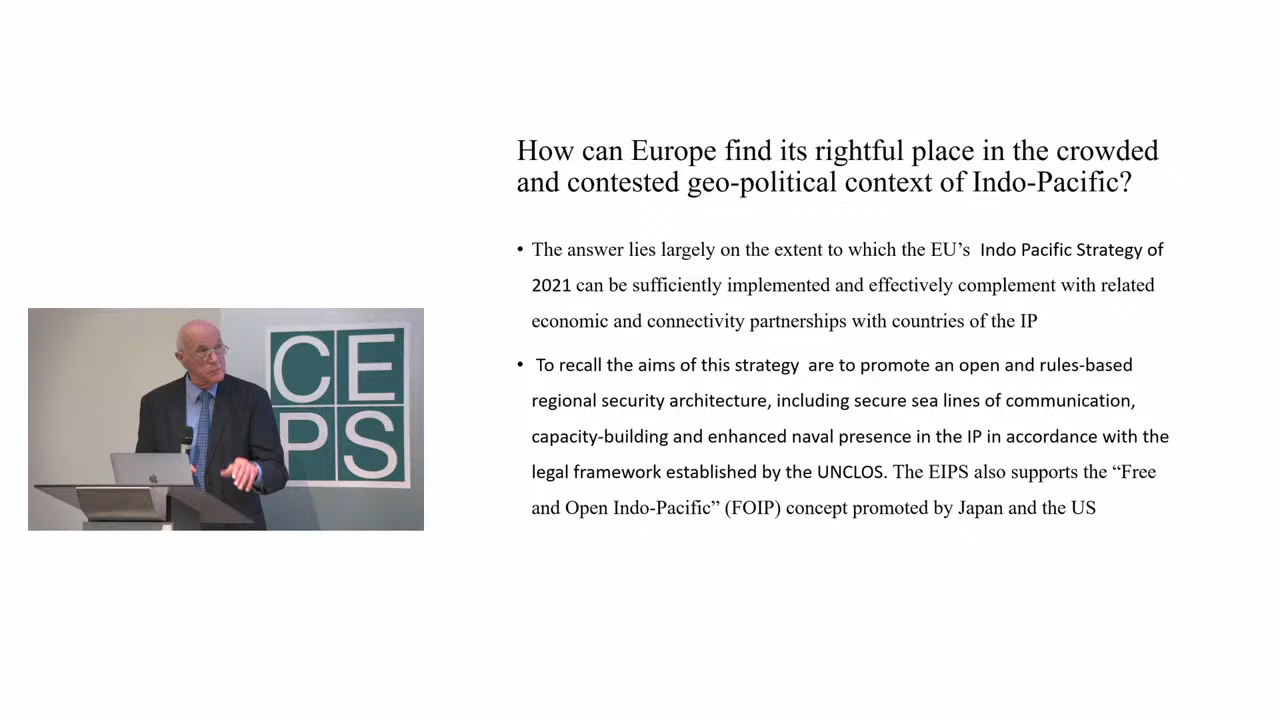 How can Europe find its rightful place in the crowded
and contested geo-political context of Indo-Pacific?
• The answer lies largely on the extent to which the EU’s Indo Pacific Strategy of
2021 can be sufficiently implemented and effectively complement with related
economic and connectivity partnerships with countries of the IP
• To recall the aims of this strategy are to promote an open and rules-based
regional security architecture, including secure sea lines of communication,
capacity-building and enhanced naval presence in the IP in accordance with the
legal framework established by the UNCLOS. The EIPS also supports the “Free
and Open Indo-Pacific” (FOIP) concept promoted by Japan and the US
CE
PS